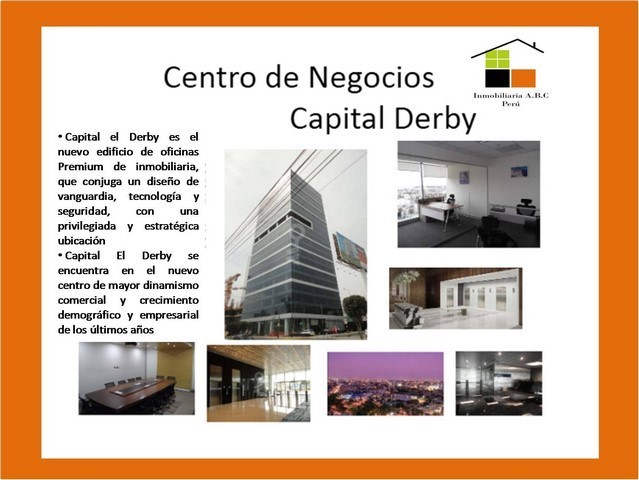 Centro de Negocios
Capital Derby
Inmobiliaria A.B.C
Perú
• Capital el Derby es el
nuevo edificio de oficinas
Premium de inmobiliaria,
que conjuga un diseño de
vanguardia, tecnología y
seguridad, con una
privilegiada y estratégica
ubicación
• Capital El Derby se
encuentra en el nuevo
centro de mayor dinamismo
comercial y crecimiento
demográfico y empresarial
de los últimos años